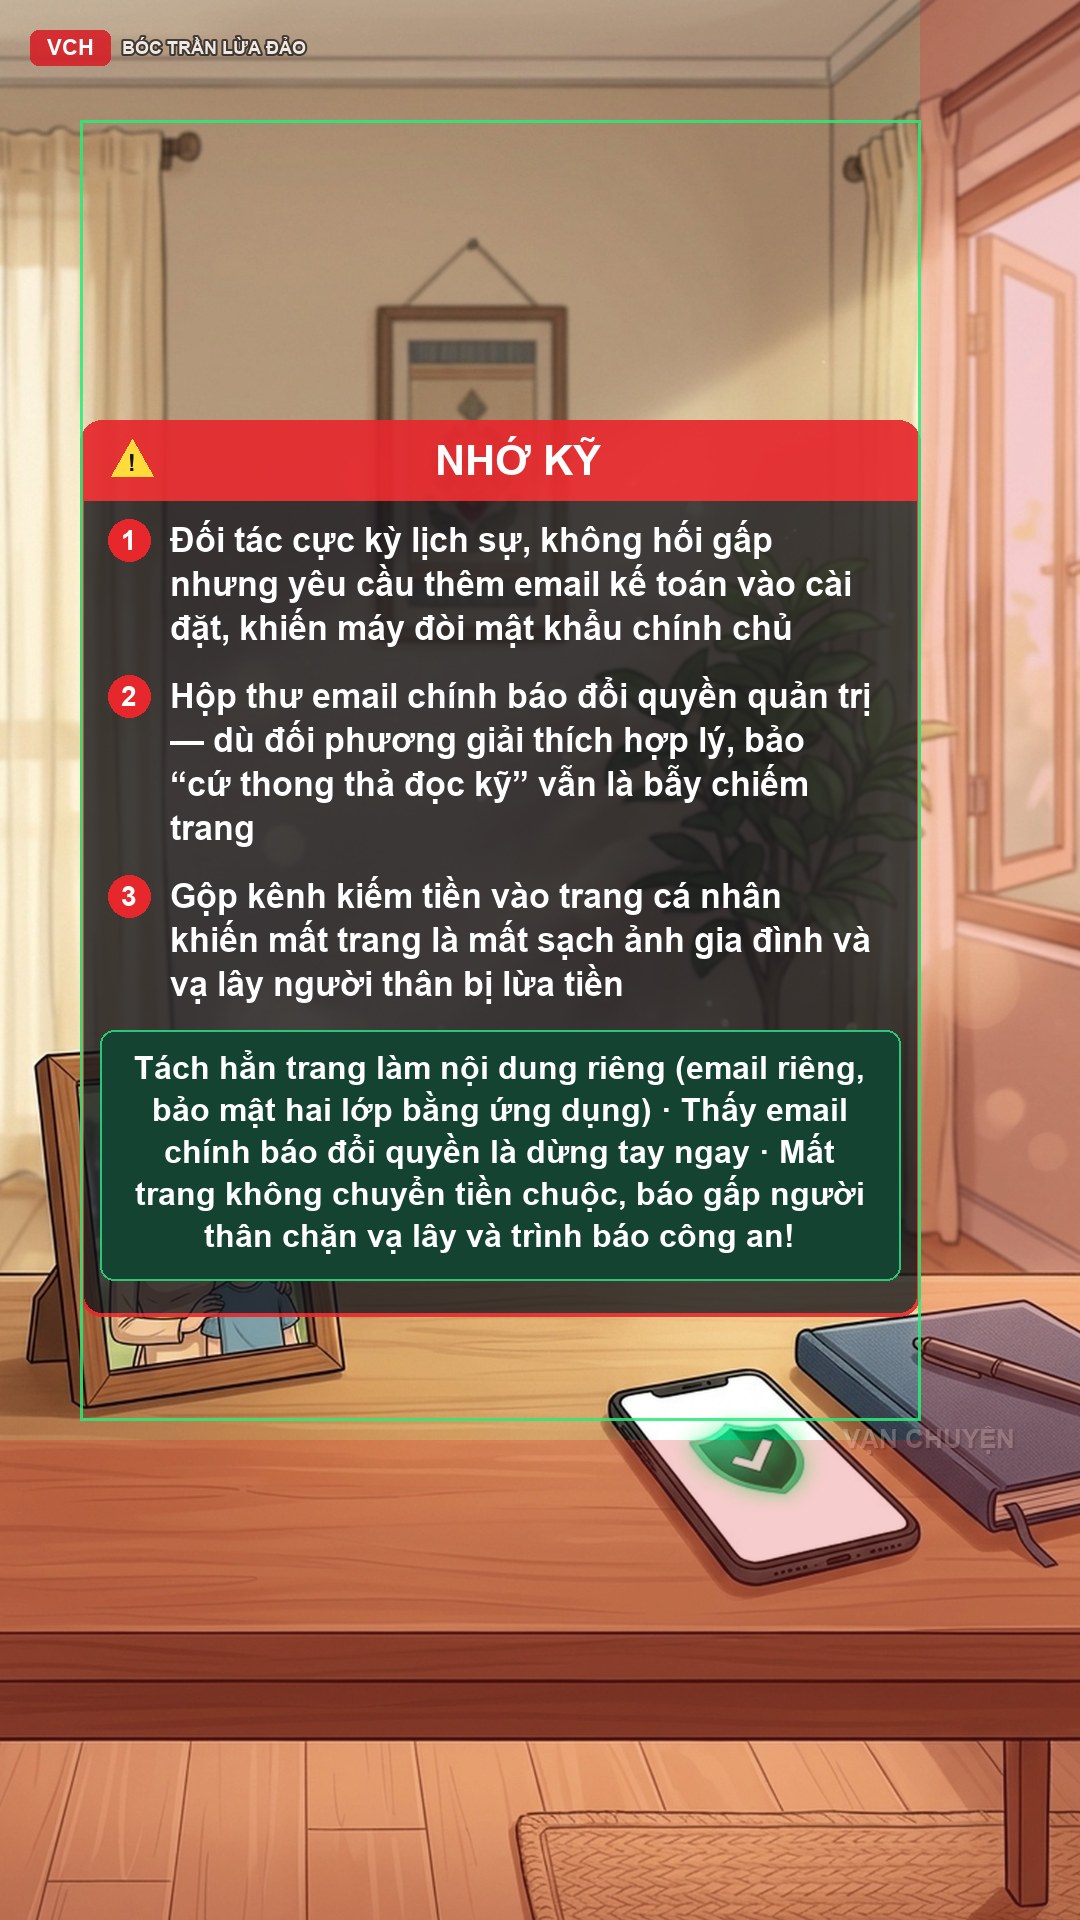 VCH BÓC TRẦN LỪA ĐẢO
NHỚ KỸ
1 Đối tác cực kỳ lịch sự, không hối gấp
nhưng yêu cầu thêm email kế toán vào cài
đặt, khiến máy đòi mật khẩu chính chủ
2 Hộp thư email chính báo đổi quyền quản trị
— dù đối phương giải thích hợp lý, bảo
“cứ thong thả đọc kỹ” vẫn là bẫy chiếm
trang
3 Gộp kênh kiếm tiền vào trang cá nhân
khiến mất trang là mất sạch ảnh gia đình và
vạ lây người thân bị lừa tiền
Tách hẳn trang làm nội dung riêng (email riêng,
bảo mật hai lớp bằng ứng dụng) · Thấy email
chính báo đổi quyền là dừng tay ngay · Mất
trang không chuyển tiền chuộc, báo gấp người
thân chặn vạ lây và trình báo công an!
VẠN CHUYỆN